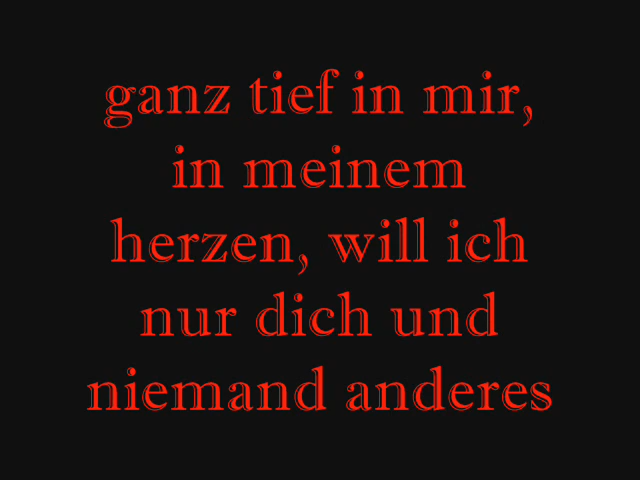 ganz tief in mir,
in meinem
herzen, will ich
nur dich und
niemand anderes